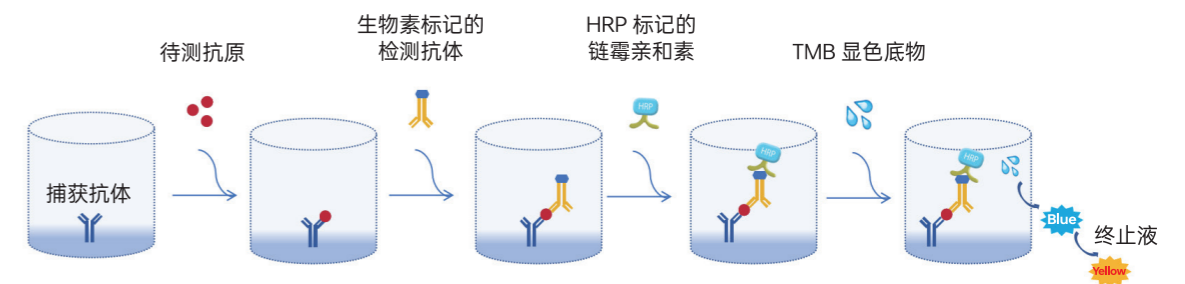 待测抗原
生物素标记的
检测抗体
HRP 标记的
链霉亲和素
TMB 显色底物
捕获抗体
HRP
HRP
HRP
Blue
终止液
Yellow